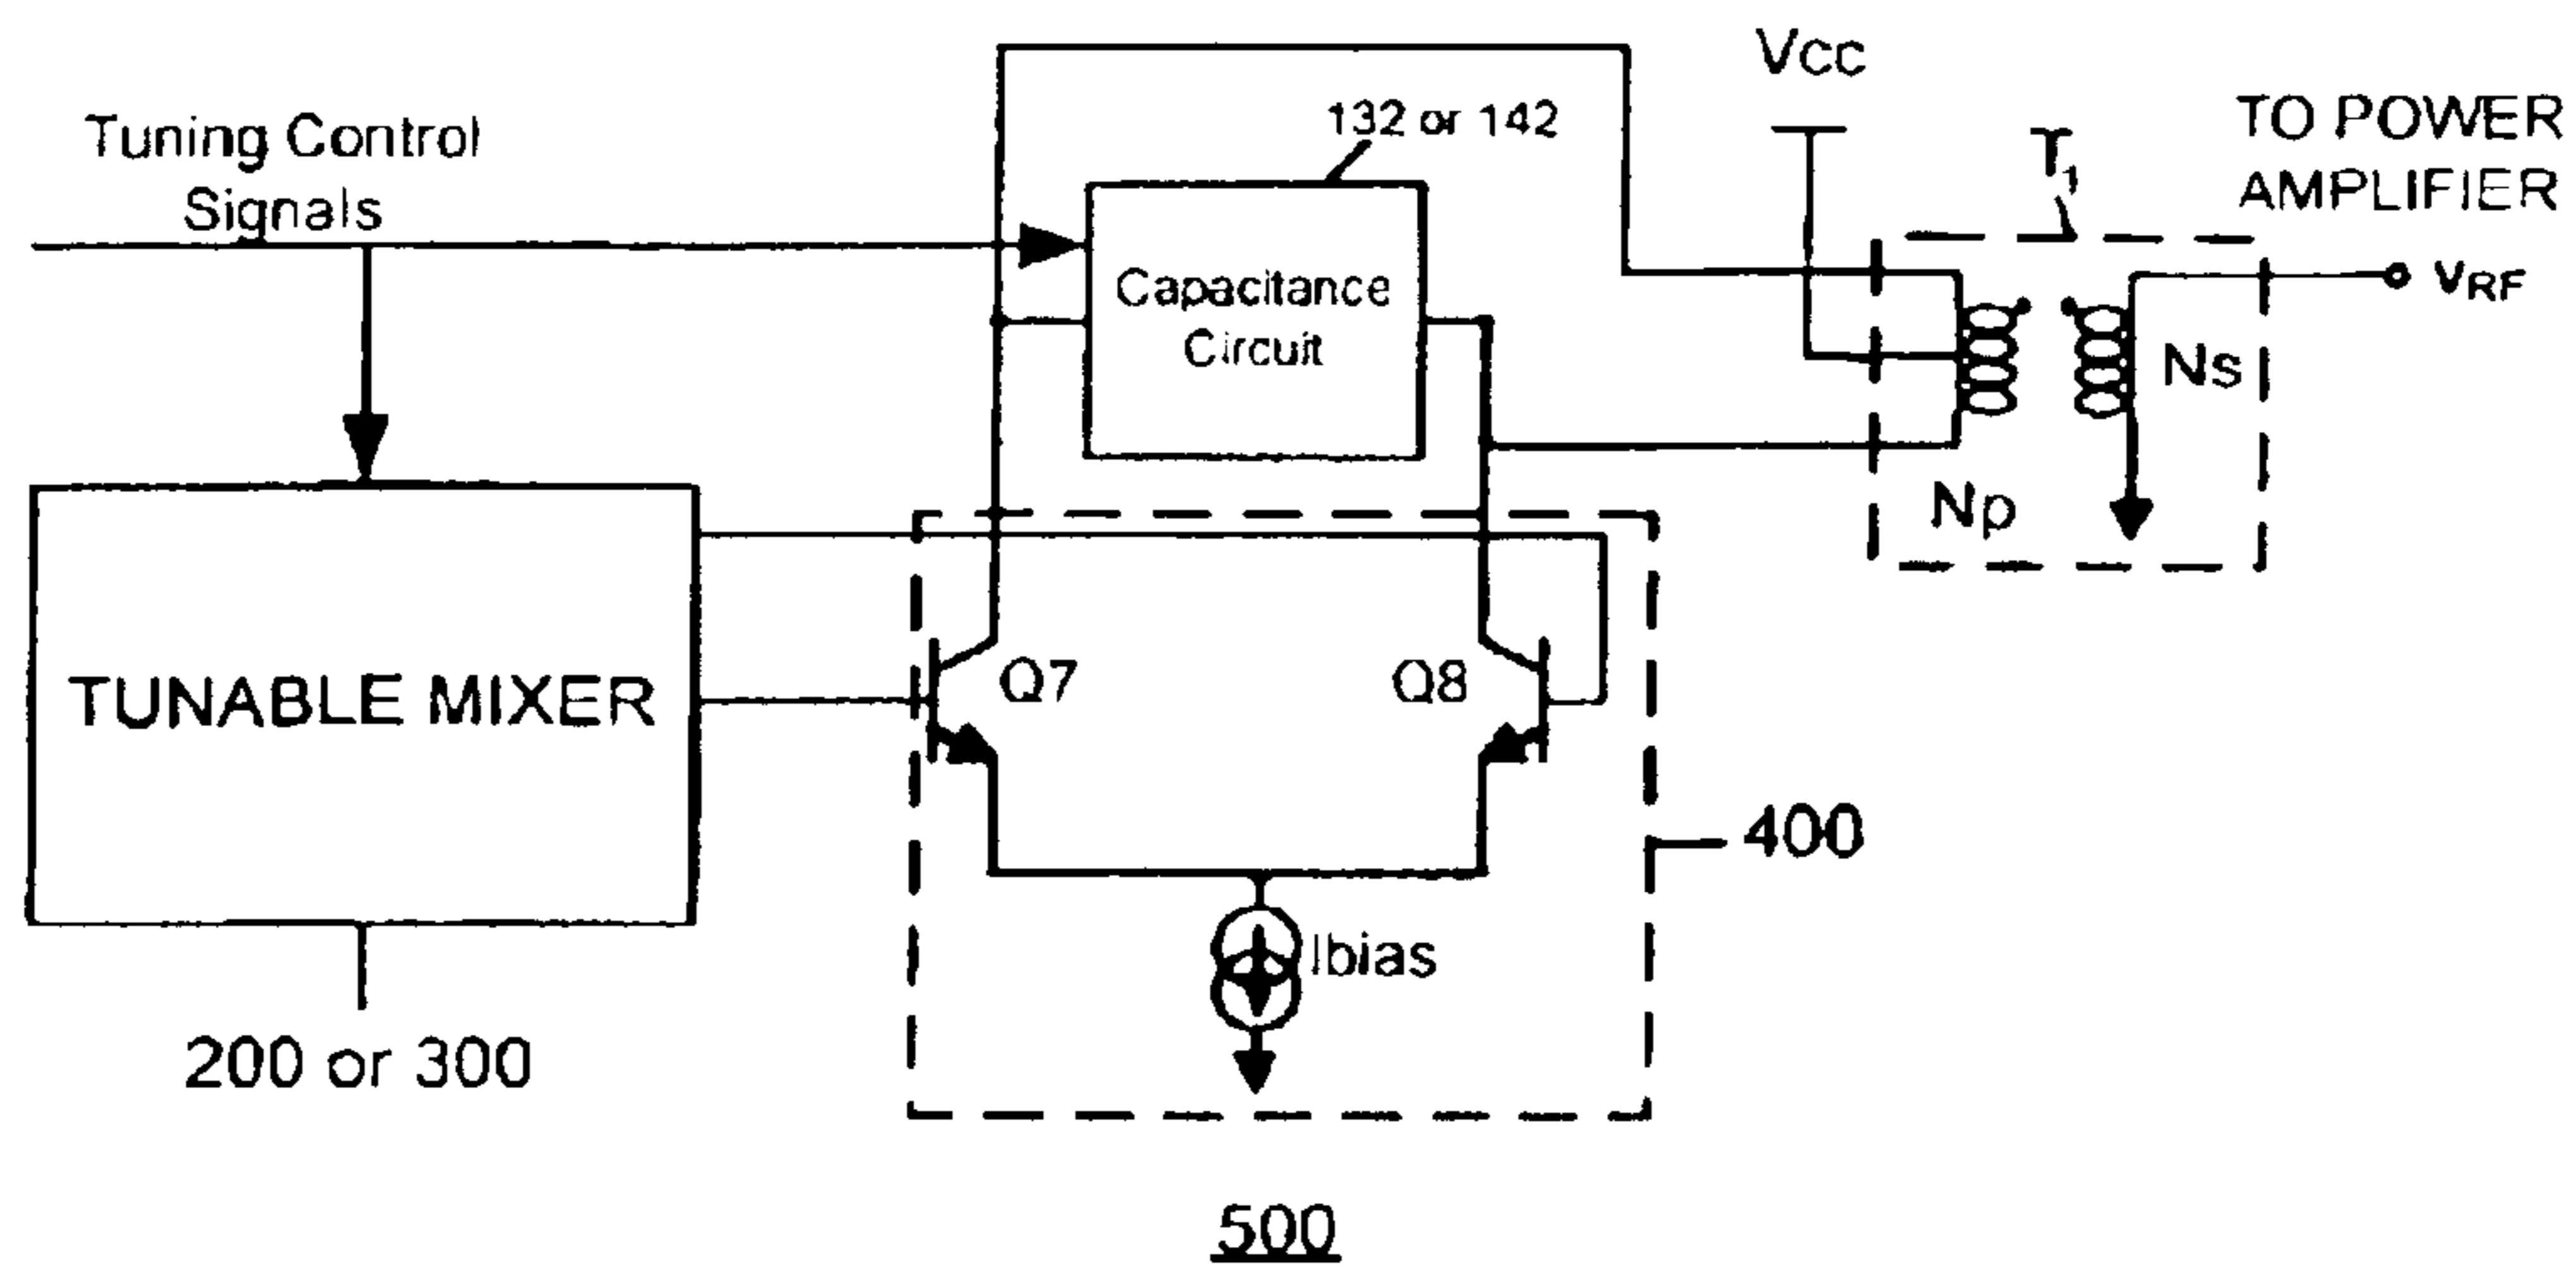 Tuning Control
Signals
132 or 142
Vcc
T1
TO POWER
AMPLIFIER
VRF
Capacitance
Circuit
Ns
Np
TUNABLE MIXER
Q7
Q8
400
Ibias
200 or 300
500